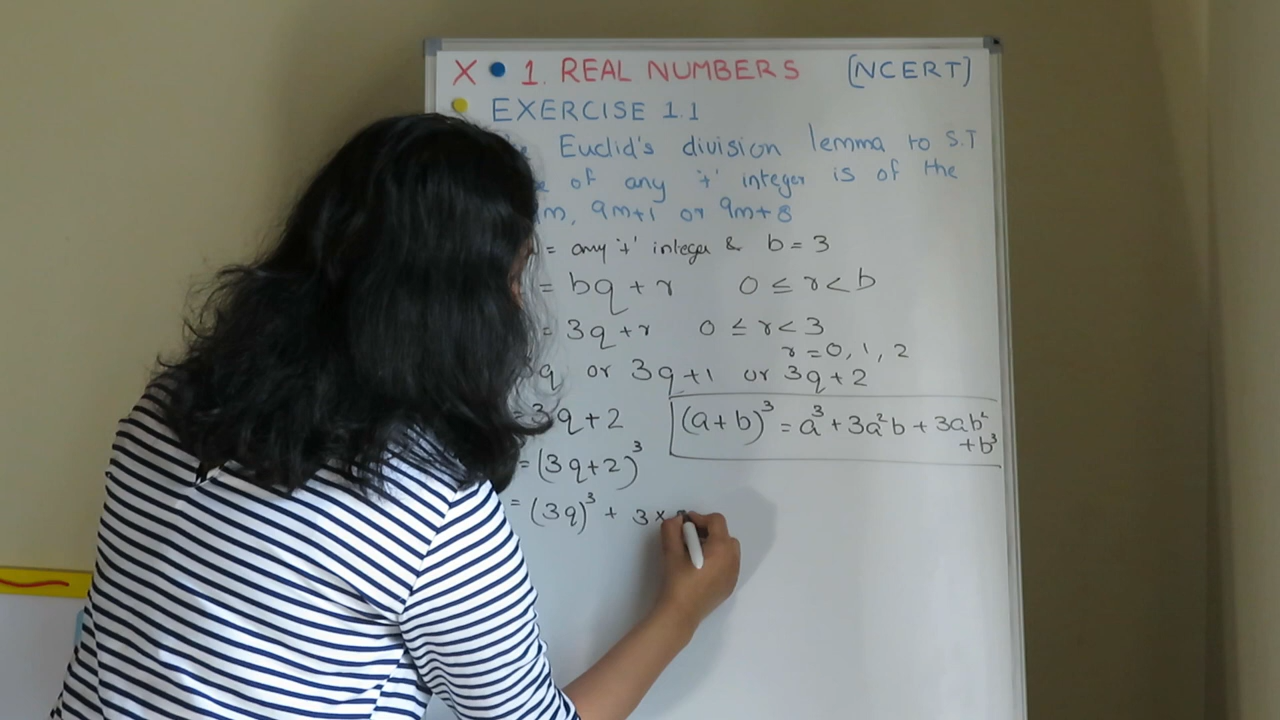 X 1. REAL NUMBERS (NCERT)
EXERCISE 1.1
Euclid's division lemma to S.T
of any '+' integer is of the
9m+1 or 9m+8
= any '+' integer & b = 3
= bq + r 0 ≤ r < b
= 3q + r 0 ≤ r < 3
r = 0, 1, 2
or 3q+1 or 3q+2
= 3q + 2
(a+b)³ = a³ + 3a²b + 3ab²
+b³
= (3q+2)³
= (3q)³ + 3×